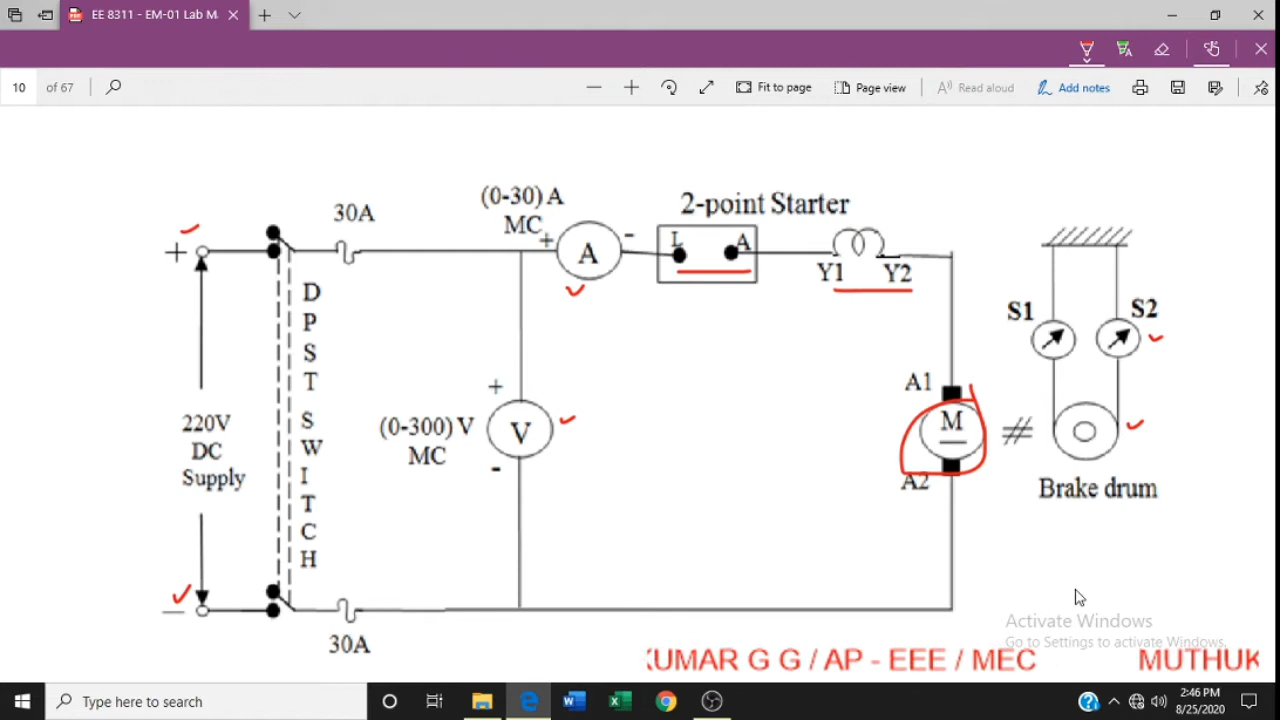 EE 8311 - EM-01 Lab M
10 of 67
Fit to page
Page view
Read aloud
Add notes
(0-30) A
MC
2-point Starter
30A
+
+
-
A
L
A
Y1
Y2
S1
S2
D
P
S
T
S
W
I
T
C
H
220V
DC
Supply
+
(0-300) V
MC
V
-
A1
M
A2
Brake drum
30A
Activate Windows
Go to Settings to activate Windows.
KUMAR G G / AP - EEE / MEC
MUTHUK
Type here to search
2:46 PM
8/25/2020